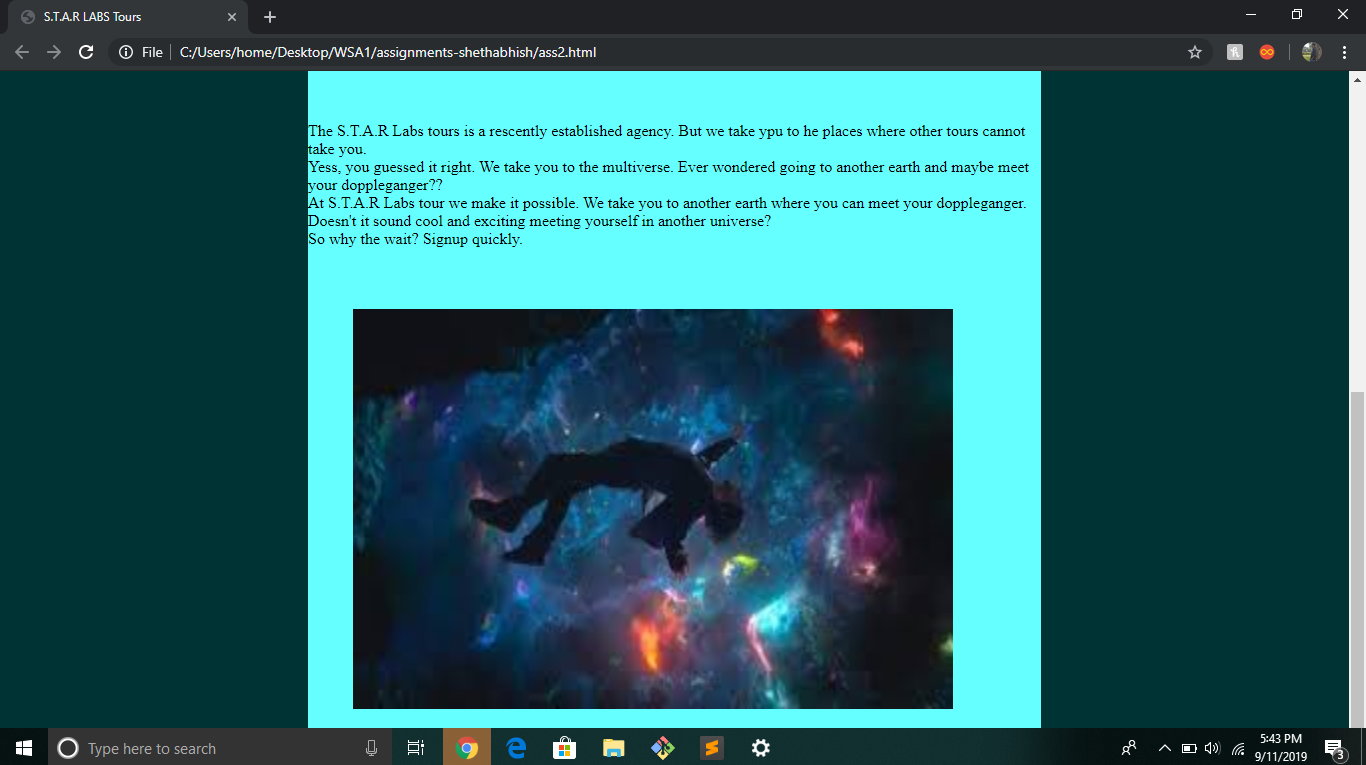 S.T.A.R LABS Tours
File
C:/Users/home/Desktop/WSA1/assignments-shethabhish/ass2.html
The S.T.A.R Labs tours is a rescently established agency. But we take ypu to he places where other tours cannot
take you.
Yess, you guessed it right. We take you to the multiverse. Ever wondered going to another earth and maybe meet
your doppleganger??
At S.T.A.R Labs tour we make it possible. We take you to another earth where you can meet your doppleganger.
Doesn't it sound cool and exciting meeting yourself in another universe?
So why the wait? Signup quickly.
Type here to search
5:43 PM
9/11/2019
3